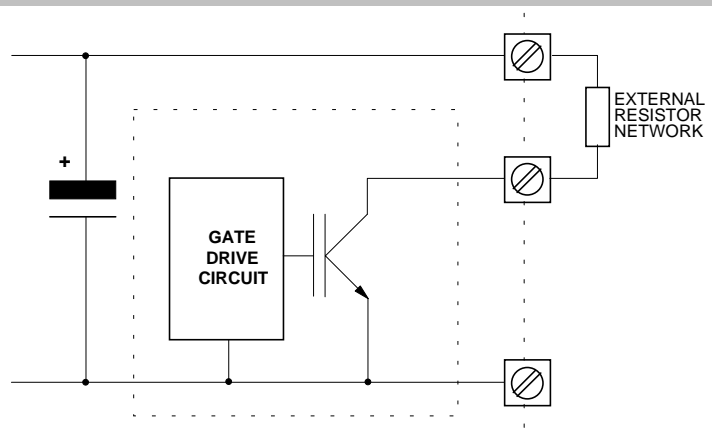 EXTERNAL
RESISTOR
NETWORK
+
GATE
DRIVE
CIRCUIT